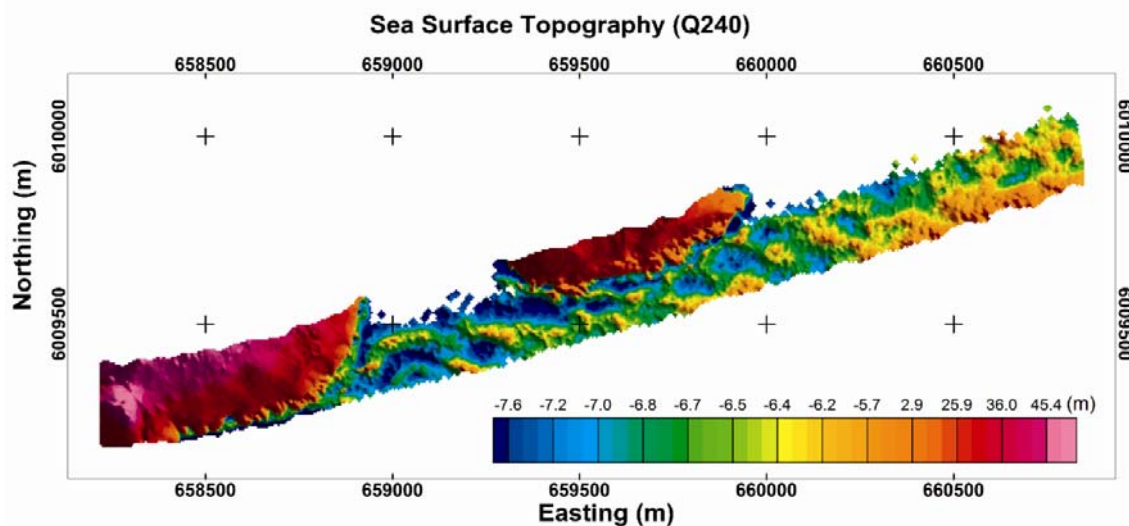 Sea Surface Topography (Q240)
658500 659000 659500 660000 660500
6010000 6010000
Northing (m)
6009500 6009500
-7.6 -7.2 -7.0 -6.8 -6.7 -6.5 -6.4 -6.2 -5.7 2.9 25.9 36.0 45.4 (m)
658500 659000 659500 660000 660500
Easting (m)